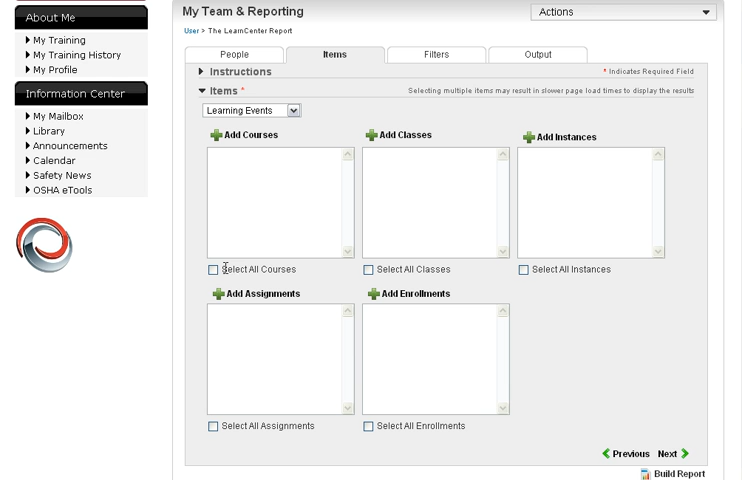 About Me
My Training
My Training History
My Profile
Information Center
My Mailbox
Library
Announcements
Calendar
Safety News
OSHA eTools
My Team & Reporting
Actions
User > The LearnCenter Report
People
Items
Filters
Output
Instructions
* Indicates Required Field
Items *
Selecting multiple items may result in slower page load times to display the results
Learning Events
Add Courses
Add Classes
Add Instances
Select All Courses
Select All Classes
Select All Instances
Add Assignments
Add Enrollments
Select All Assignments
Select All Enrollments
Previous
Next
Build Report